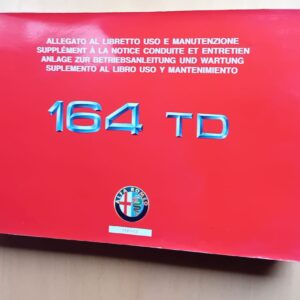 ALLEGATO AL LIBRETTO USO E MANUTENZIONE
SUPPLÉMENT À LA NOTICE CONDUITE ET ENTRETIEN
ANLAGE ZUR BETRIEBSANLEITUNG UND WARTUNG
SUPLEMENTO AL LIBRO USO Y MANTENIMIENTO
164 TD
ALFA ROMEO